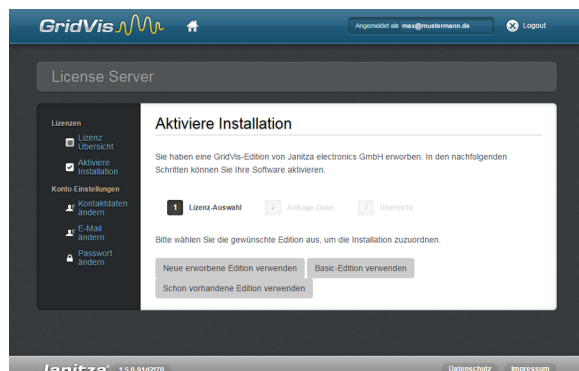 GridVis
Angemeldet als max@mustermann.de
Logout
License Server
Lizenzen
Lizenz
Übersicht
Aktiviere
Installation
Konto-Einstellungen
Kontaktdaten
ändern
E-Mail
ändern
Passwort
ändern
Aktiviere Installation
Sie haben eine GridVis-Edition von Janitza electronics GmbH erworben. In den nachfolgenden
Schritten können Sie Ihre Software aktivieren.
1 Lizenz-Auswahl 2 Anfrage-Datei 3 Übersicht
Bitte wählen Sie die gewünschte Edition aus, um die Installation zuzuordnen.
Neue erworbene Edition verwenden Basic-Edition verwenden
Schon vorhandene Edition verwenden
Janitza 1.5.0-91d2f70 Datenschutz Impressum